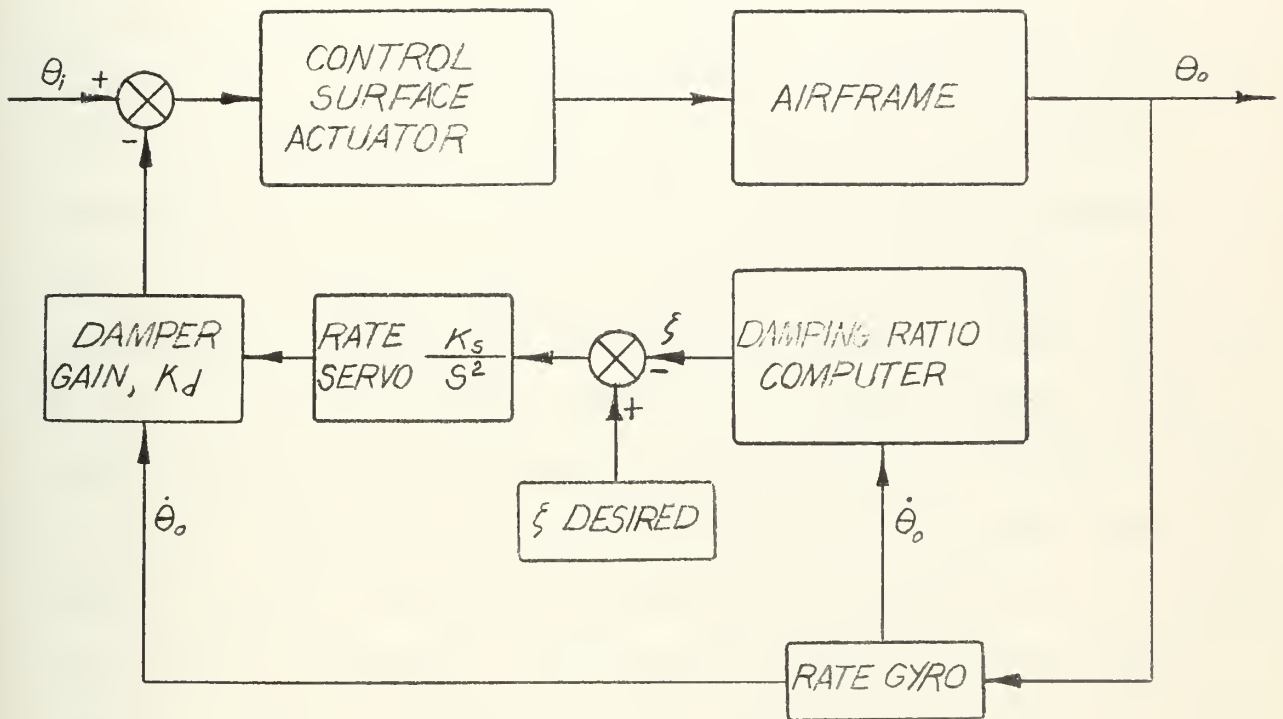 θi +
CONTROL
SURFACE
ACTUATOR
AIRFRAME
θo
-
DAMPER
GAIN, Kd
RATE
SERVO
Ks
S²
ξ
-
+
DAMPING RATIO
COMPUTER
ξ DESIRED
θ̇o
θ̇o
RATE GYRO